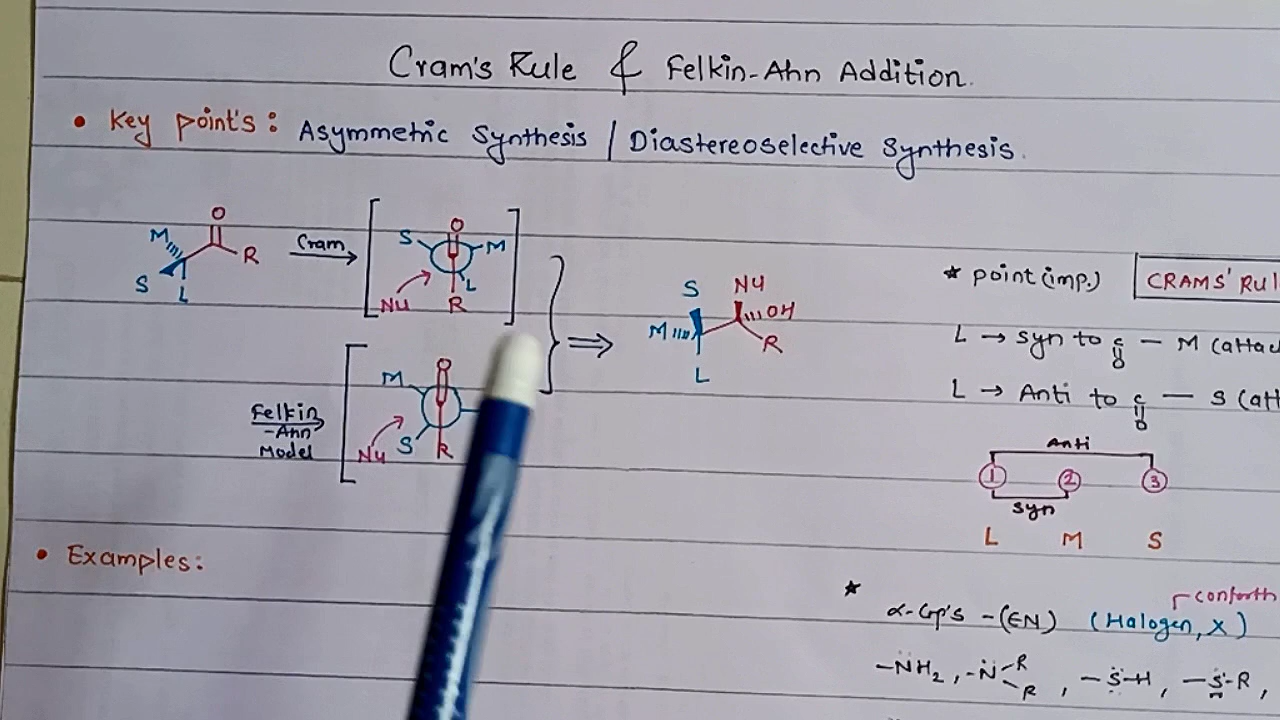 Cram's Rule & Felkin-Ahn Addition.
• Key point's: Asymmetric Synthesis / Diastereoselective Synthesis.
O
M
S
L
R
Cram
S
O
M
L
Nu
R
Felkin
-Ahn
Model
M
O
Nu
S
R
S
Nu
M
OH
R
L
* point (imp.)
CRAMS' RUL
L → Syn to C=O — M (attac
L → Anti to C=O — S (att
Anti
1 2 3
Syn
L M S
• Examples:
*
conforth
α-Grp's -(EN) (Halogen, X)
-NH2, -N-R R, -S-H, -S-R,